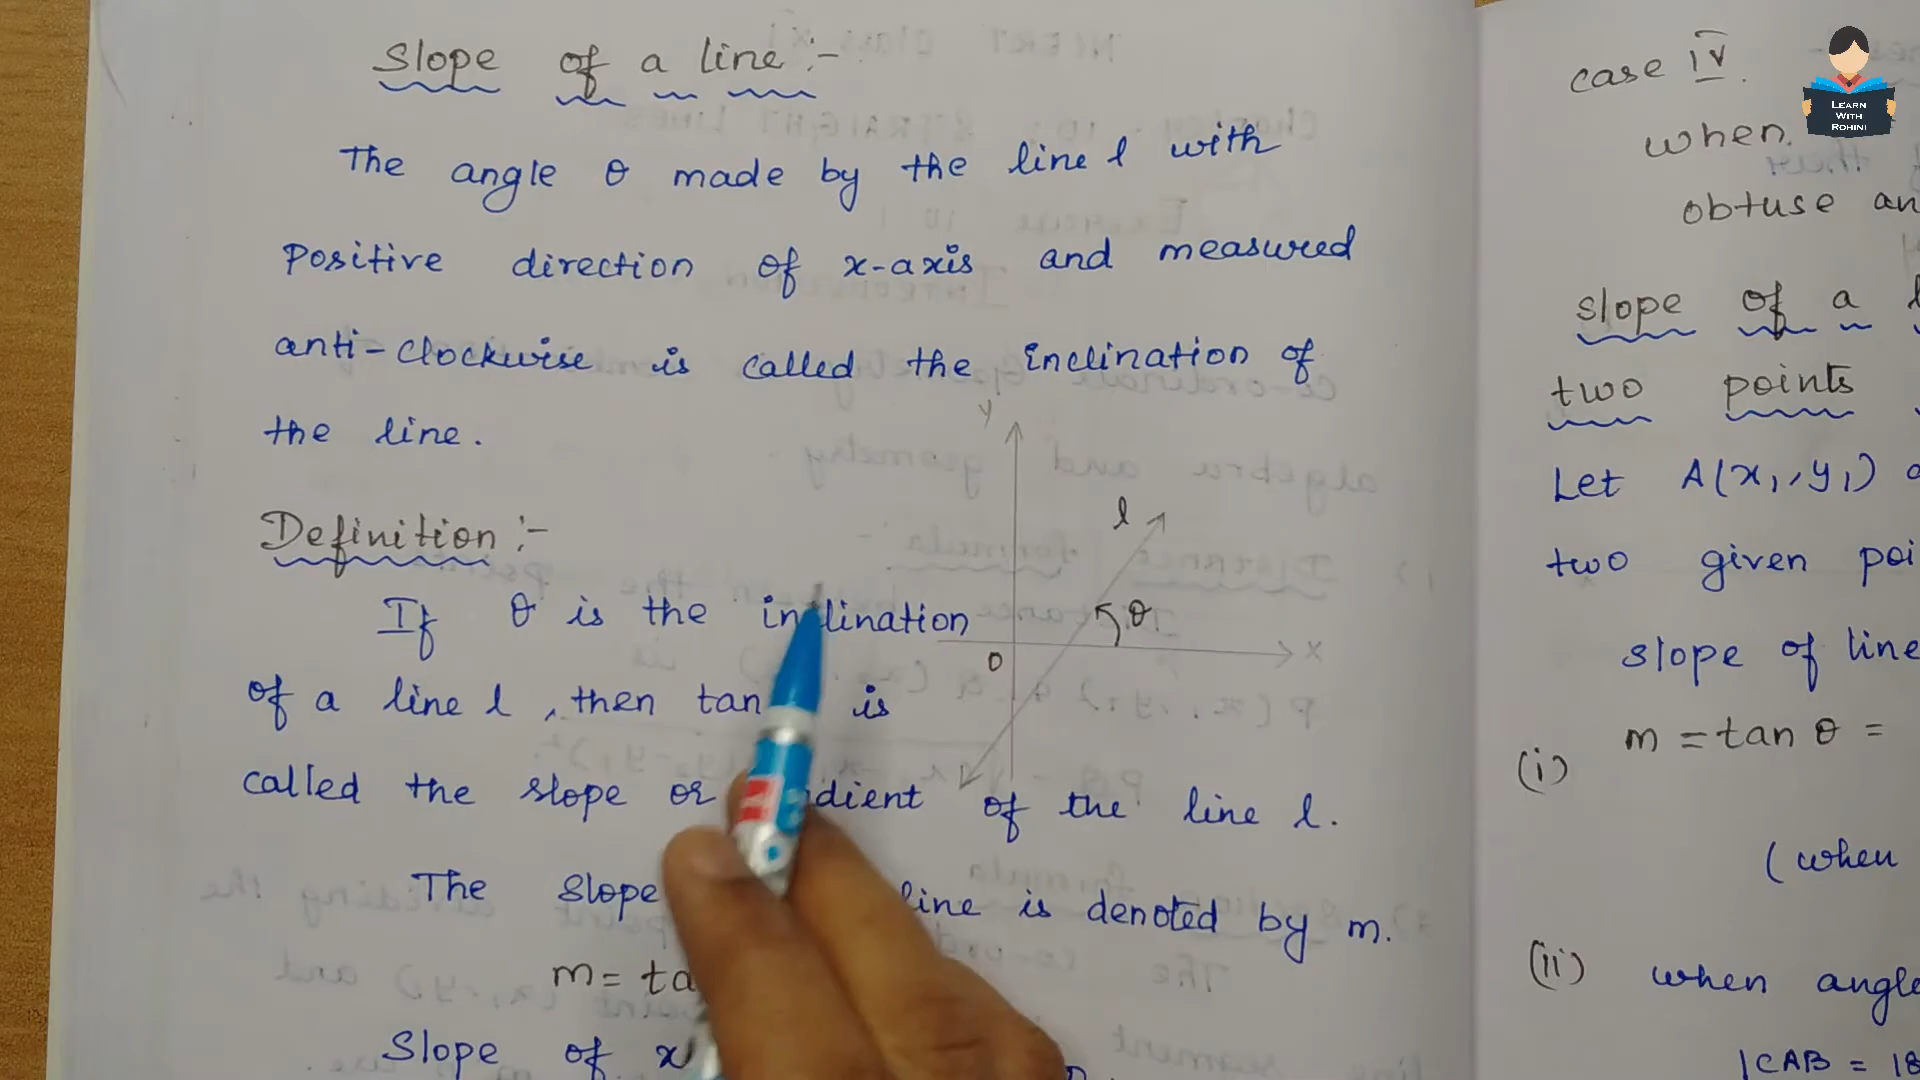 Slope of a line :-
The angle θ made by the line l with
positive direction of x-axis and measured
anti-clockwise is called the inclination of
the line.
y
l
θ
x
0
Definition :-
If θ is the inclination
of a line l, then tan is
called the slope or dient of the line l.
The slope line is denoted by m.
m = ta
Slope of x
case IV.
when.
obtuse an
slope of a l
two points
Let A(x₁, y₁)
two given poi
slope of line
(i) m = tan θ =
(when
(ii) when angle
CAB = 18
LEARN
WITH
ROHINI